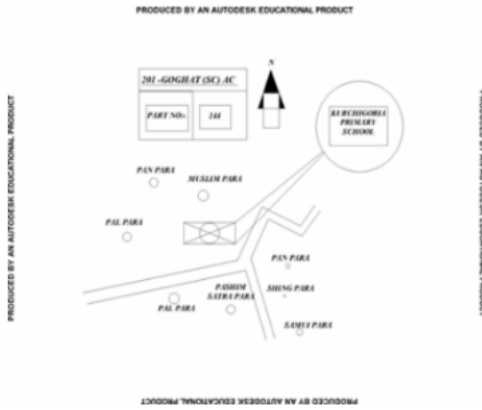 PRODUCED BY AN AUTODESK EDUCATIONAL PRODUCT
N
201 -GOGHAT (SC) AC
PART NO:-
144
KURCHIGORIA
PRIMARY
SCHOOL
PAN PARA
MUSLIM PARA
PAL PARA
PAN PARA
SHING PARA
PASHIM
SATRA PARA
PAL PARA
SAMUI PARA
PRODUCED BY AN AUTODESK EDUCATIONAL PRODUCT
PRODUCED BY AN AUTODESK EDUCATIONAL PRODUCT